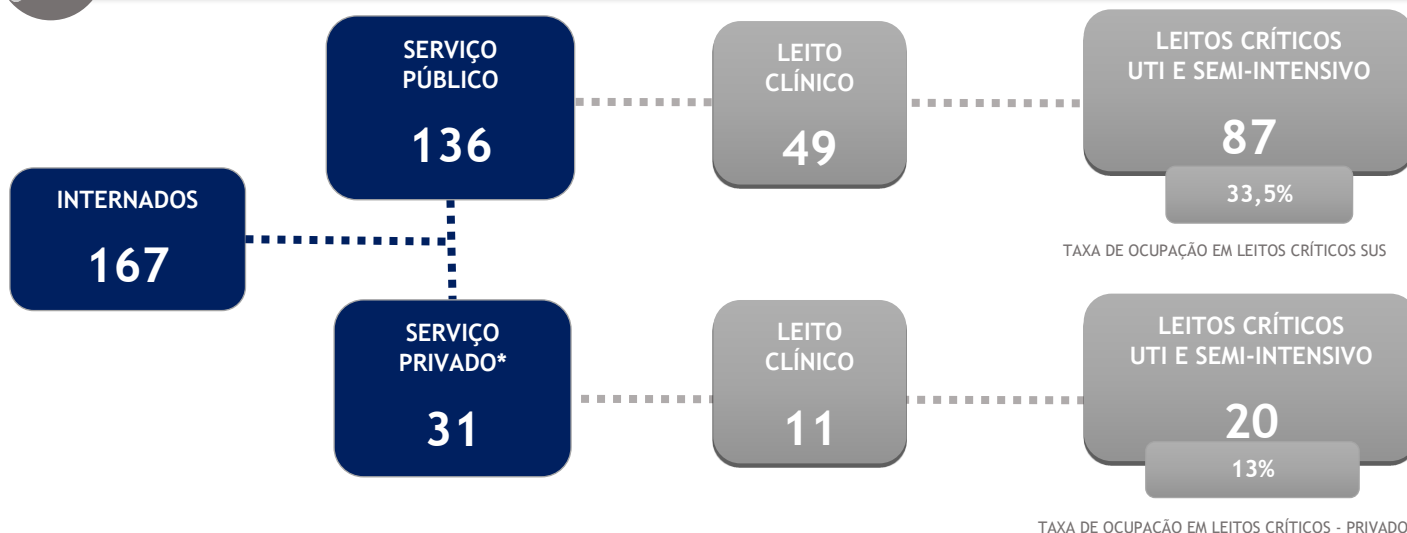 SERVIÇO
PÚBLICO
136
LEITO
CLÍNICO
49
LEITOS CRÍTICOS
UTI E SEMI-INTENSIVO
87
33,5%
TAXA DE OCUPAÇÃO EM LEITOS CRÍTICOS SUS
INTERNADOS
167
SERVIÇO
PRIVADO*
31
LEITO
CLÍNICO
11
LEITOS CRÍTICOS
UTI E SEMI-INTENSIVO
20
13%
TAXA DE OCUPAÇÃO EM LEITOS CRÍTICOS - PRIVADO